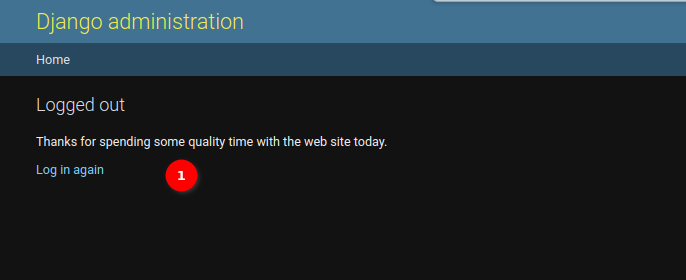 Django administration
Home
Logged out
Thanks for spending some quality time with the web site today.
Log in again
1